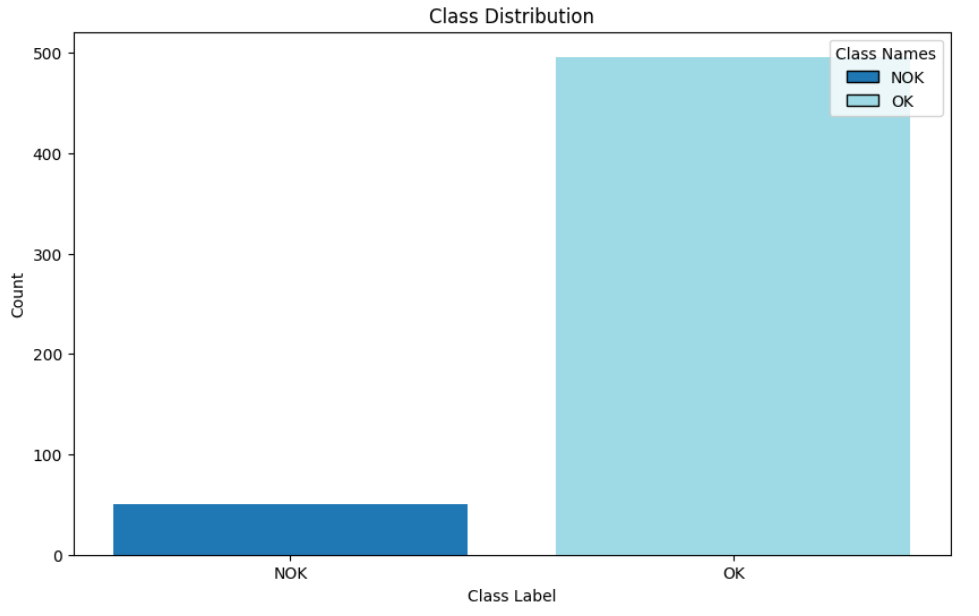 Class Distribution
Class Names
NOK
OK
500
400
300
200
100
0
Count
NOK
OK
Class Label